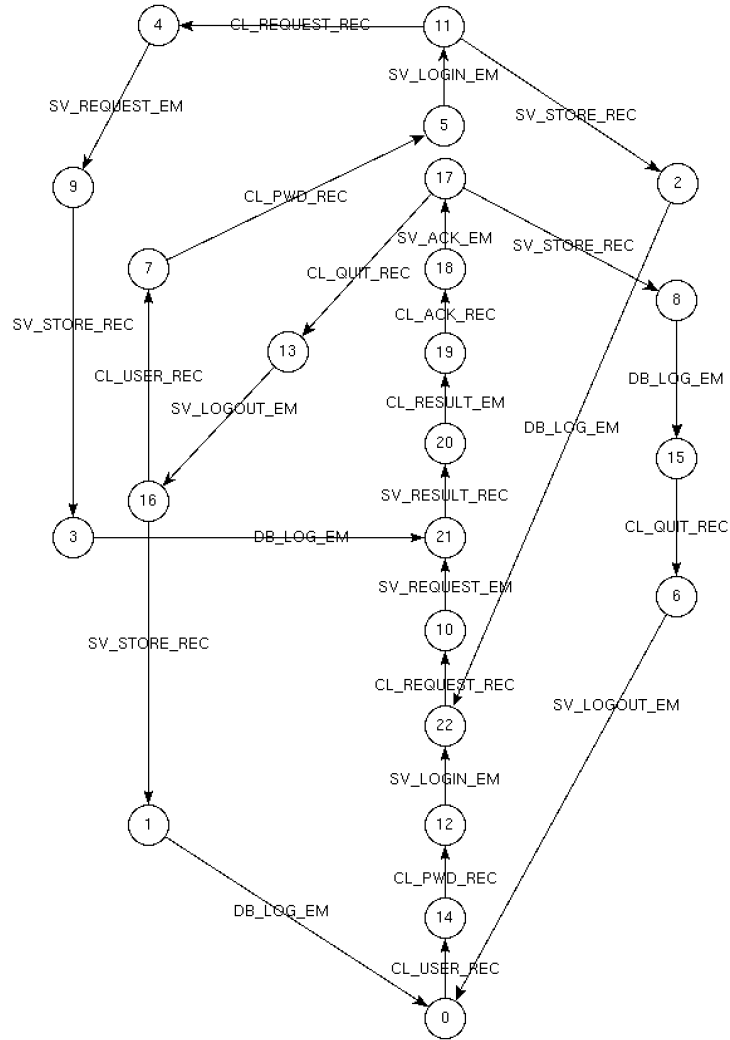 4
CL_REQUEST_REC
11
SV_LOGIN_EM
SV_REQUEST_EM
SV_STORE_REC
5
17
2
9
CL_PWD_REC
SV_ACK_EM
SV_STORE_REC
7
CL_QUIT_REC
18
8
CL_ACK_REC
SV_STORE_REC
13
19
CL_USER_REC
DB_LOG_EM
CL_RESULT_EM
SV_LOGOUT_EM
DB_LOG_EM
20
15
16
SV_RESULT_REC
CL_QUIT_REC
3
DB_LOG_EM
21
SV_REQUEST_EM
6
10
SV_STORE_REC
CL_REQUEST_REC
SV_LOGOUT_EM
22
SV_LOGIN_EM
1
12
CL_PWD_REC
DB_LOG_EM
14
CL_USER_REC
0